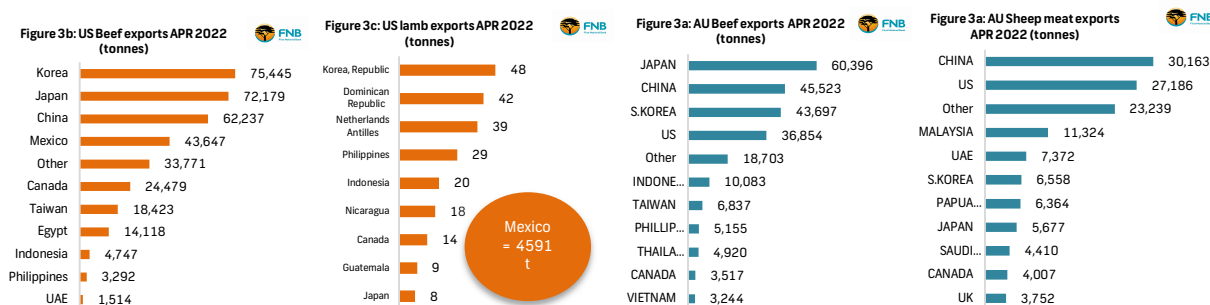 Figure 3b: US Beef exports APR 2022
(tonnes)
FNB
Korea 75,445
Japan 72,179
China 62,237
Mexico 43,647
Other 33,771
Canada 24,479
Taiwan 18,423
Egypt 14,118
Indonesia 4,747
Philippines 3,292
UAE 1,514
Figure 3c: US lamb exports APR 2022
(tonnes)
FNB
Korea, Republic 48
Dominican
Republic 42
Netherlands
Antilles 39
Philippines 29
Indonesia 20
Nicaragua 18
Canada 14
Guatemala 9
Japan 8
Mexico
= 4591
t
Figure 3a: AU Beef exports APR 2022
(tonnes)
FNB
JAPAN 60,396
CHINA 45,523
S.KOREA 43,697
US 36,854
Other 18,703
INDONE... 10,083
TAIWAN 6,837
PHILLIP... 5,155
THAILA... 4,920
CANADA 3,517
VIETNAM 3,244
Figure 3a: AU Sheep meat exports
APR 2022 (tonnes)
FNB
CHINA 30,163
US 27,186
Other 23,239
MALAYSIA 11,324
UAE 7,372
S.KOREA 6,558
PAPUA... 6,364
JAPAN 5,677
SAUDI... 4,410
CANADA 4,007
UK 3,752